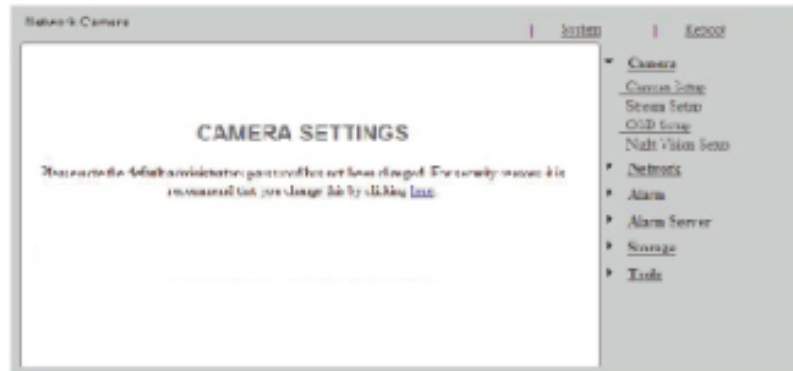 Network Camera
| System | Reboot
CAMERA SETTINGS
Please note the default administrator password has not been changed. For security reasons it is
recommend that you change this by clicking here.
Camera
Camera Setup
Stream Setup
OSD Setup
Night Vision Setup
Network
Alarm
Alarm Server
Storage
Tools